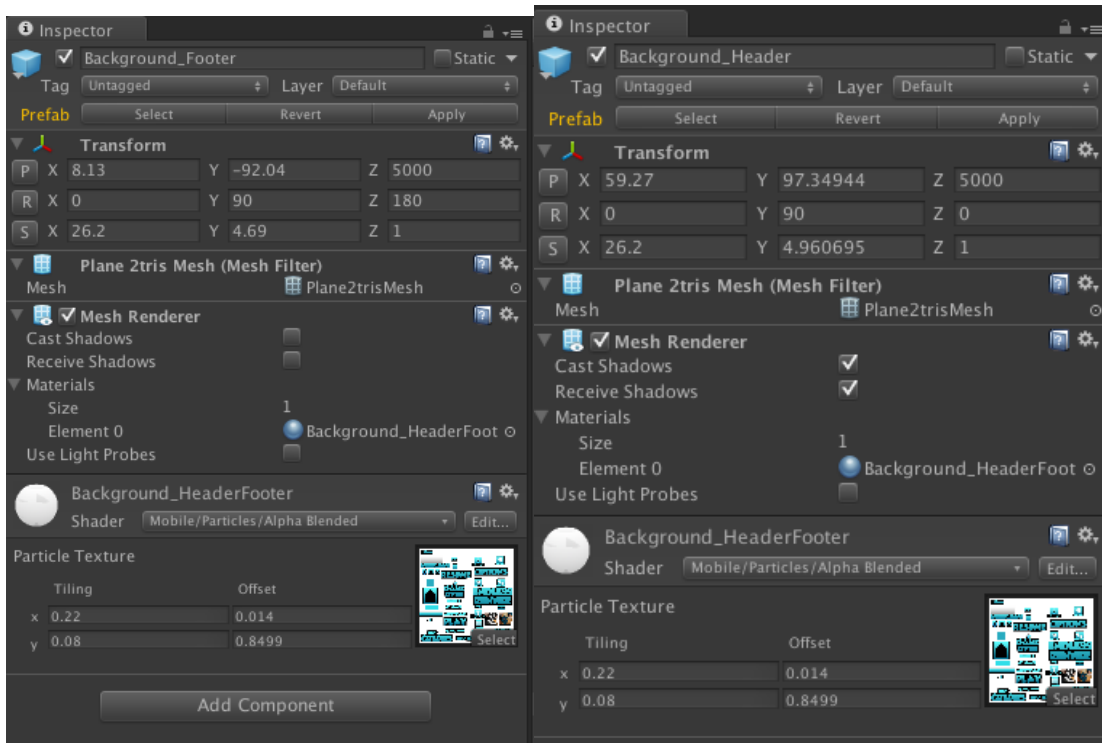 Inspector
Background_Footer Static
Tag Untagged Layer Default
Prefab Select Revert Apply
Transform
P X 8.13 Y -92.04 Z 5000
R X 0 Y 90 Z 180
S X 26.2 Y 4.69 Z 1
Plane 2tris Mesh (Mesh Filter)
Mesh Plane2trisMesh
Mesh Renderer
Cast Shadows
Receive Shadows
Materials
Size 1
Element 0 Background_HeaderFoot
Use Light Probes
Background_HeaderFooter
Shader Mobile/Particles/Alpha Blended Edit...
Particle Texture
Tiling Offset
x 0.22 0.014
y 0.08 0.8499
Select
Add Component
Inspector
Background_Header Static
Tag Untagged Layer Default
Prefab Select Revert Apply
Transform
P X 59.27 Y 97.34944 Z 5000
R X 0 Y 90 Z 0
S X 26.2 Y 4.960695 Z 1
Plane 2tris Mesh (Mesh Filter)
Mesh Plane2trisMesh
Mesh Renderer
Cast Shadows
Receive Shadows
Materials
Size 1
Element 0 Background_HeaderFoot
Use Light Probes
Background_HeaderFooter
Shader Mobile/Particles/Alpha Blended Edit...
Particle Texture
Tiling Offset
x 0.22 0.014
y 0.08 0.8499
Select